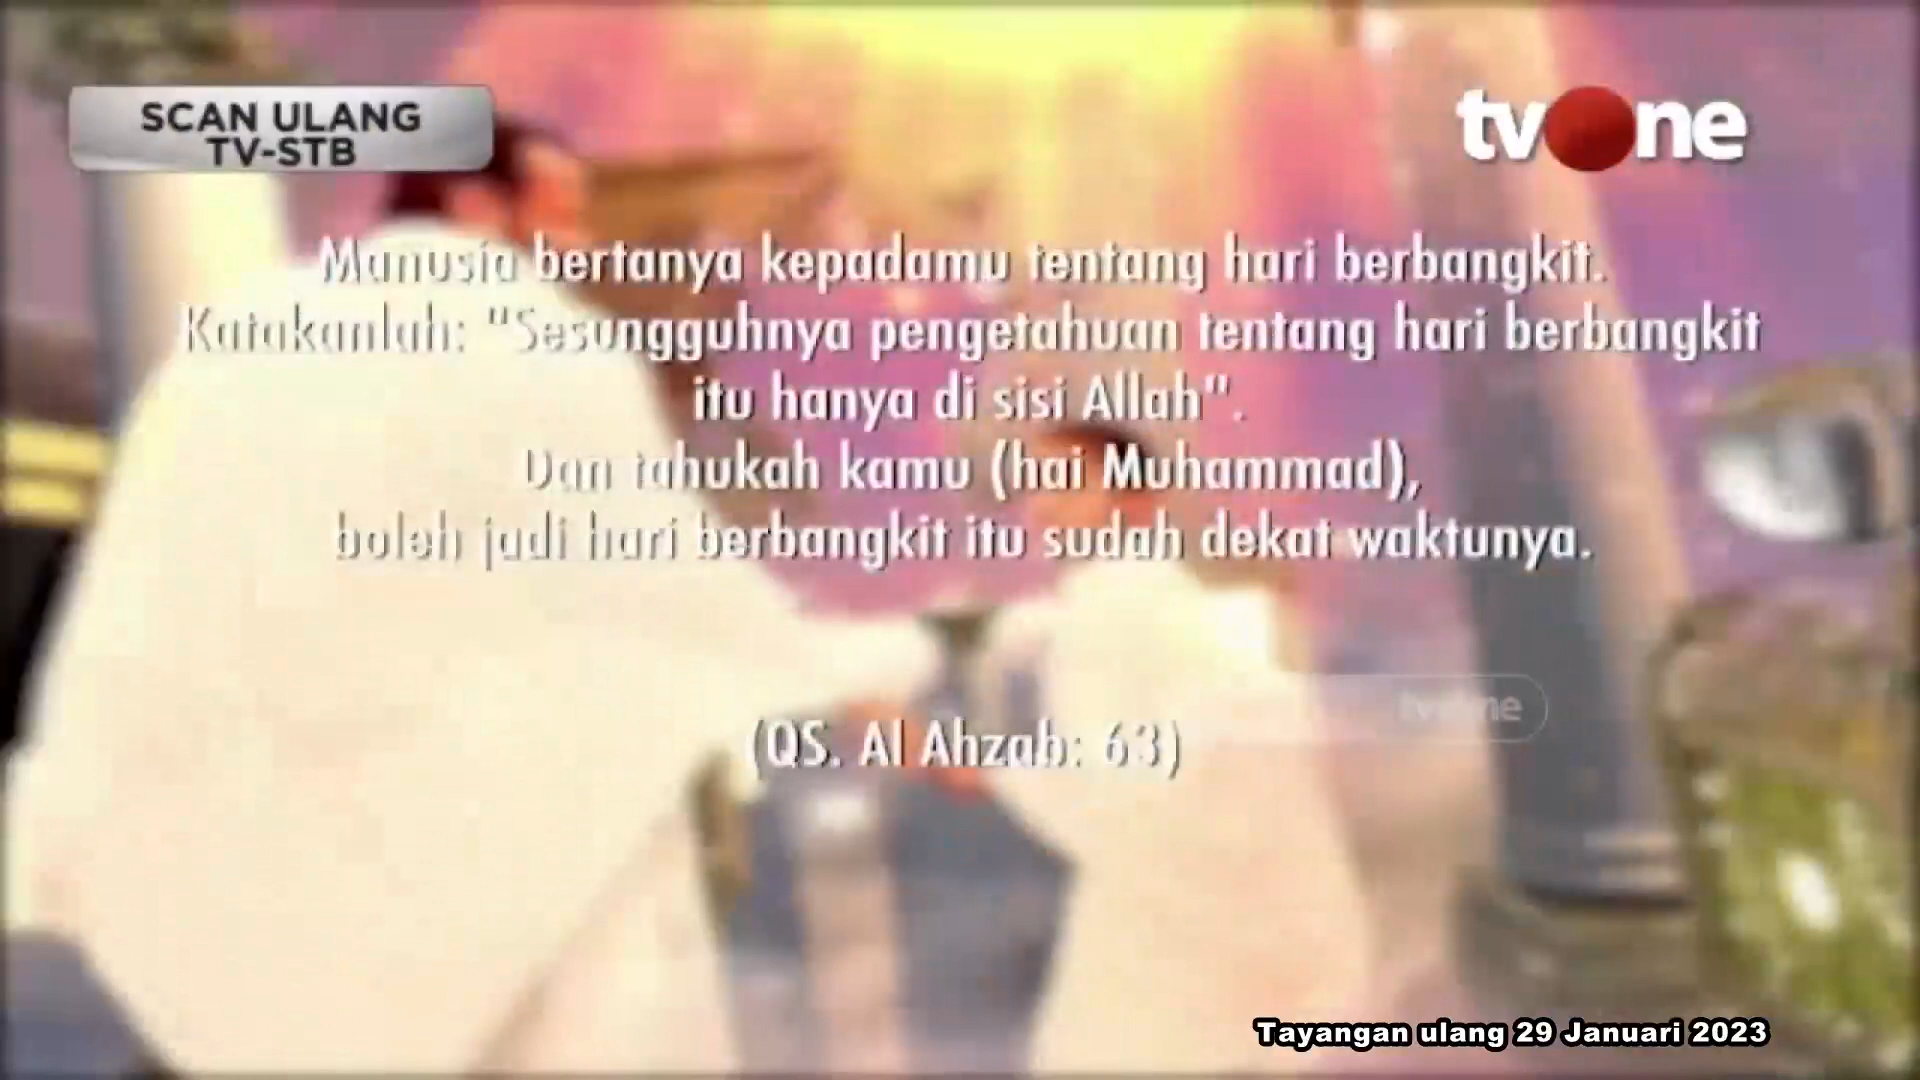 SCAN ULANG
TV-STB
tvOne
Manusia bertanya kepadamu tentang hari berbangkit.
Katakanlah: "Sesungguhnya pengetahuan tentang hari berbangkit
itu hanya di sisi Allah".
Dan tahukah kamu (hai Muhammad),
boleh jadi hari berbangkit itu sudah dekat waktunya.
tvOne
(QS. Al Ahzab: 63)
Tayangan ulang 29 Januari 2023